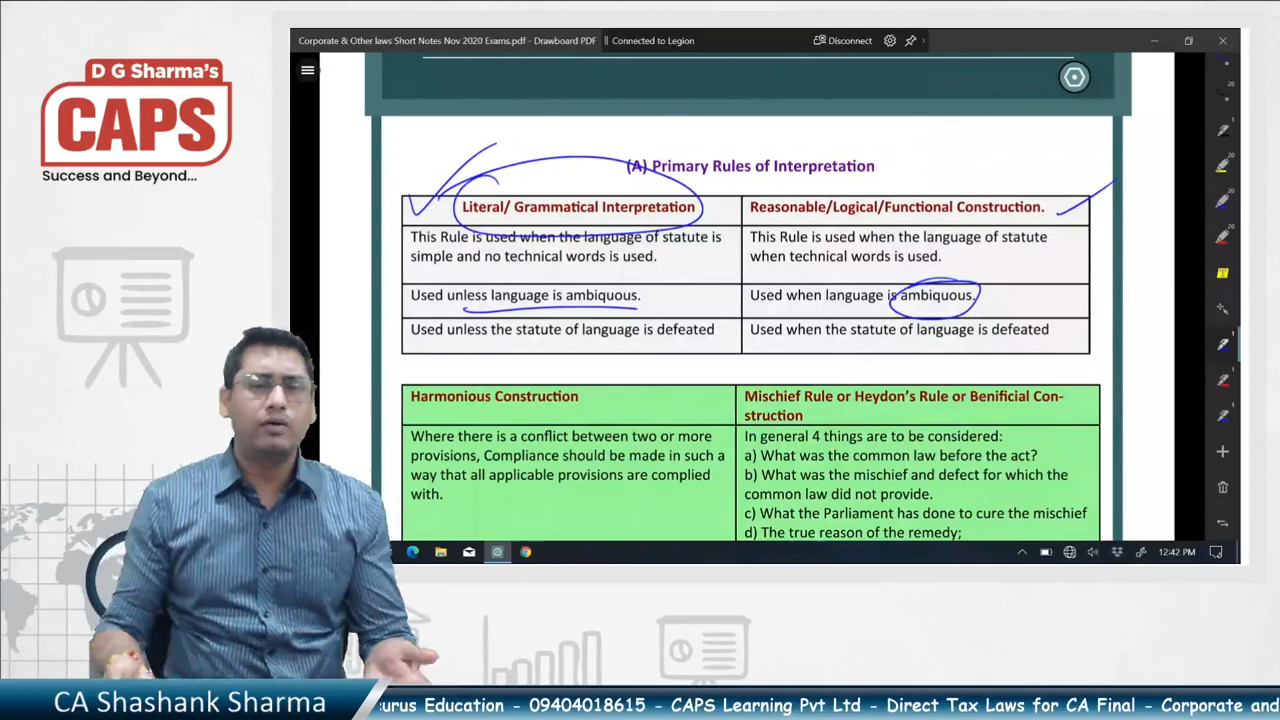 D G Sharma's
CAPS
Success and Beyond...
Corporate & Other laws Short Notes Nov 2020 Exams.pdf - Drawboard PDF
Connected to Legion
Disconnect
(A) Primary Rules of Interpretation
Literal/ Grammatical Interpretation
Reasonable/Logical/Functional Construction.
This Rule is used when the language of statute is
simple and no technical words is used.
This Rule is used when the language of statute
when technical words is used.
Used unless language is ambiquous.
Used when language is ambiquous.
Used unless the statute of language is defeated
Used when the statute of language is defeated
Harmonious Construction
Mischief Rule or Heydon's Rule or Benificial Con-
struction
Where there is a conflict between two or more
provisions, Compliance should be made in such a
way that all applicable provisions are complied
with.
In general 4 things are to be considered:
a) What was the common law before the act?
b) What was the mischief and defect for which the
common law did not provide.
c) What the Parliament has done to cure the mischief
d) The true reason of the remedy;
12:42 PM
CA Shashank Sharma
curus Education - 09404018615 - CAPS Learning Pvt Ltd - Direct Tax Laws for CA Final - Corporate and